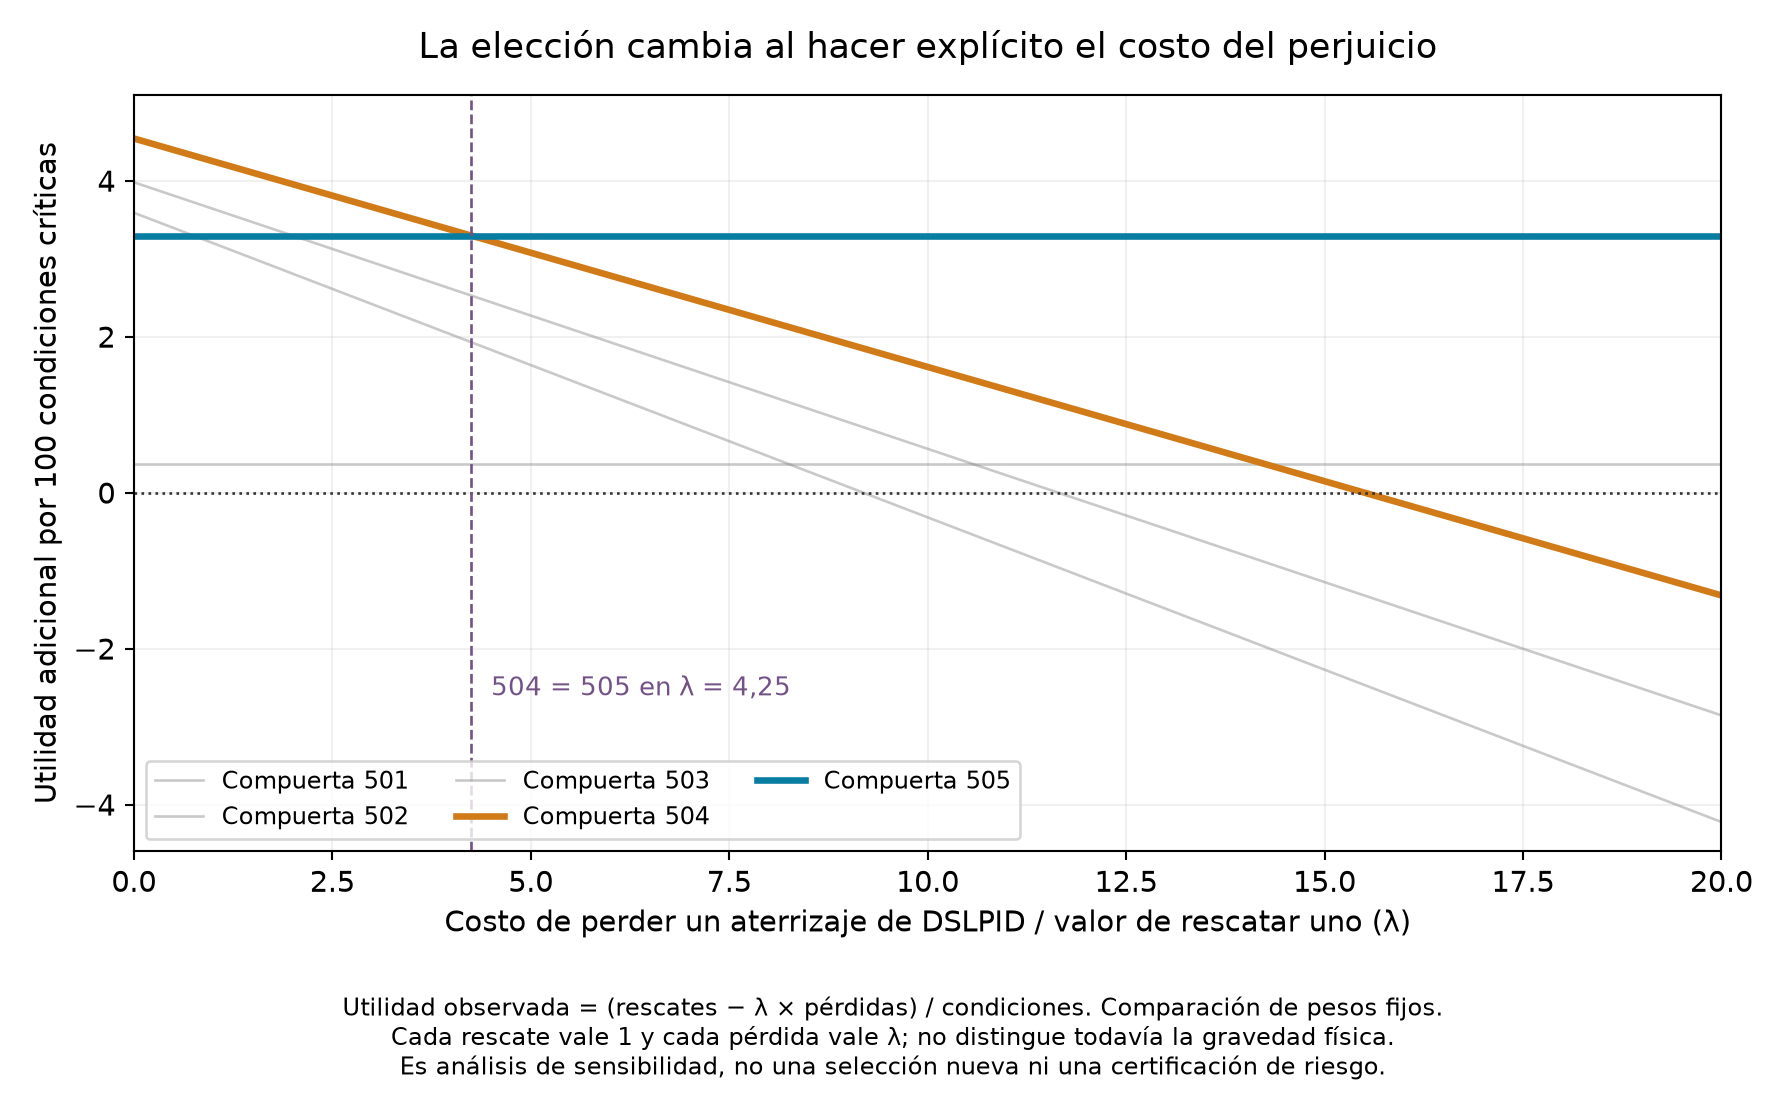 La elección cambia al hacer explícito el costo del perjuicio
Utilidad adicional por 100 condiciones críticas
4
2
0
−2
−4
504 = 505 en λ = 4,25
Compuerta 501
Compuerta 503
Compuerta 505
Compuerta 502
Compuerta 504
0.0
2.5
5.0
7.5
10.0
12.5
15.0
17.5
20.0
Costo de perder un aterrizaje de DSLPID / valor de rescatar uno (λ)
Utilidad observada = (rescates − λ × pérdidas) / condiciones. Comparación de pesos fijos.
Cada rescate vale 1 y cada pérdida vale λ; no distingue todavía la gravedad física.
Es análisis de sensibilidad, no una selección nueva ni una certificación de riesgo.